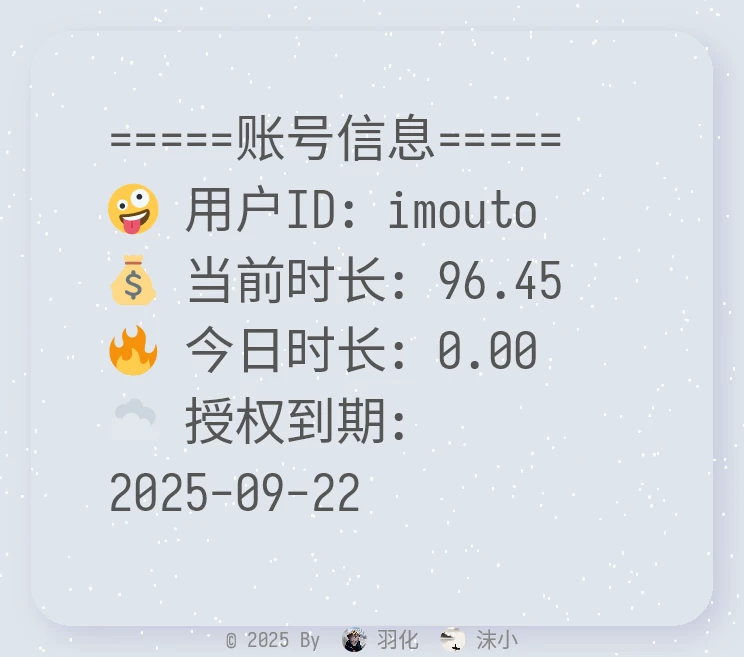 =====账号信息=====
🤪 用户ID: imouto
💰 当前时长: 96.45
🔥 今日时长: 0.00
☁️ 授权到期:
2025-09-22
© 2025 By 羽化 沫小